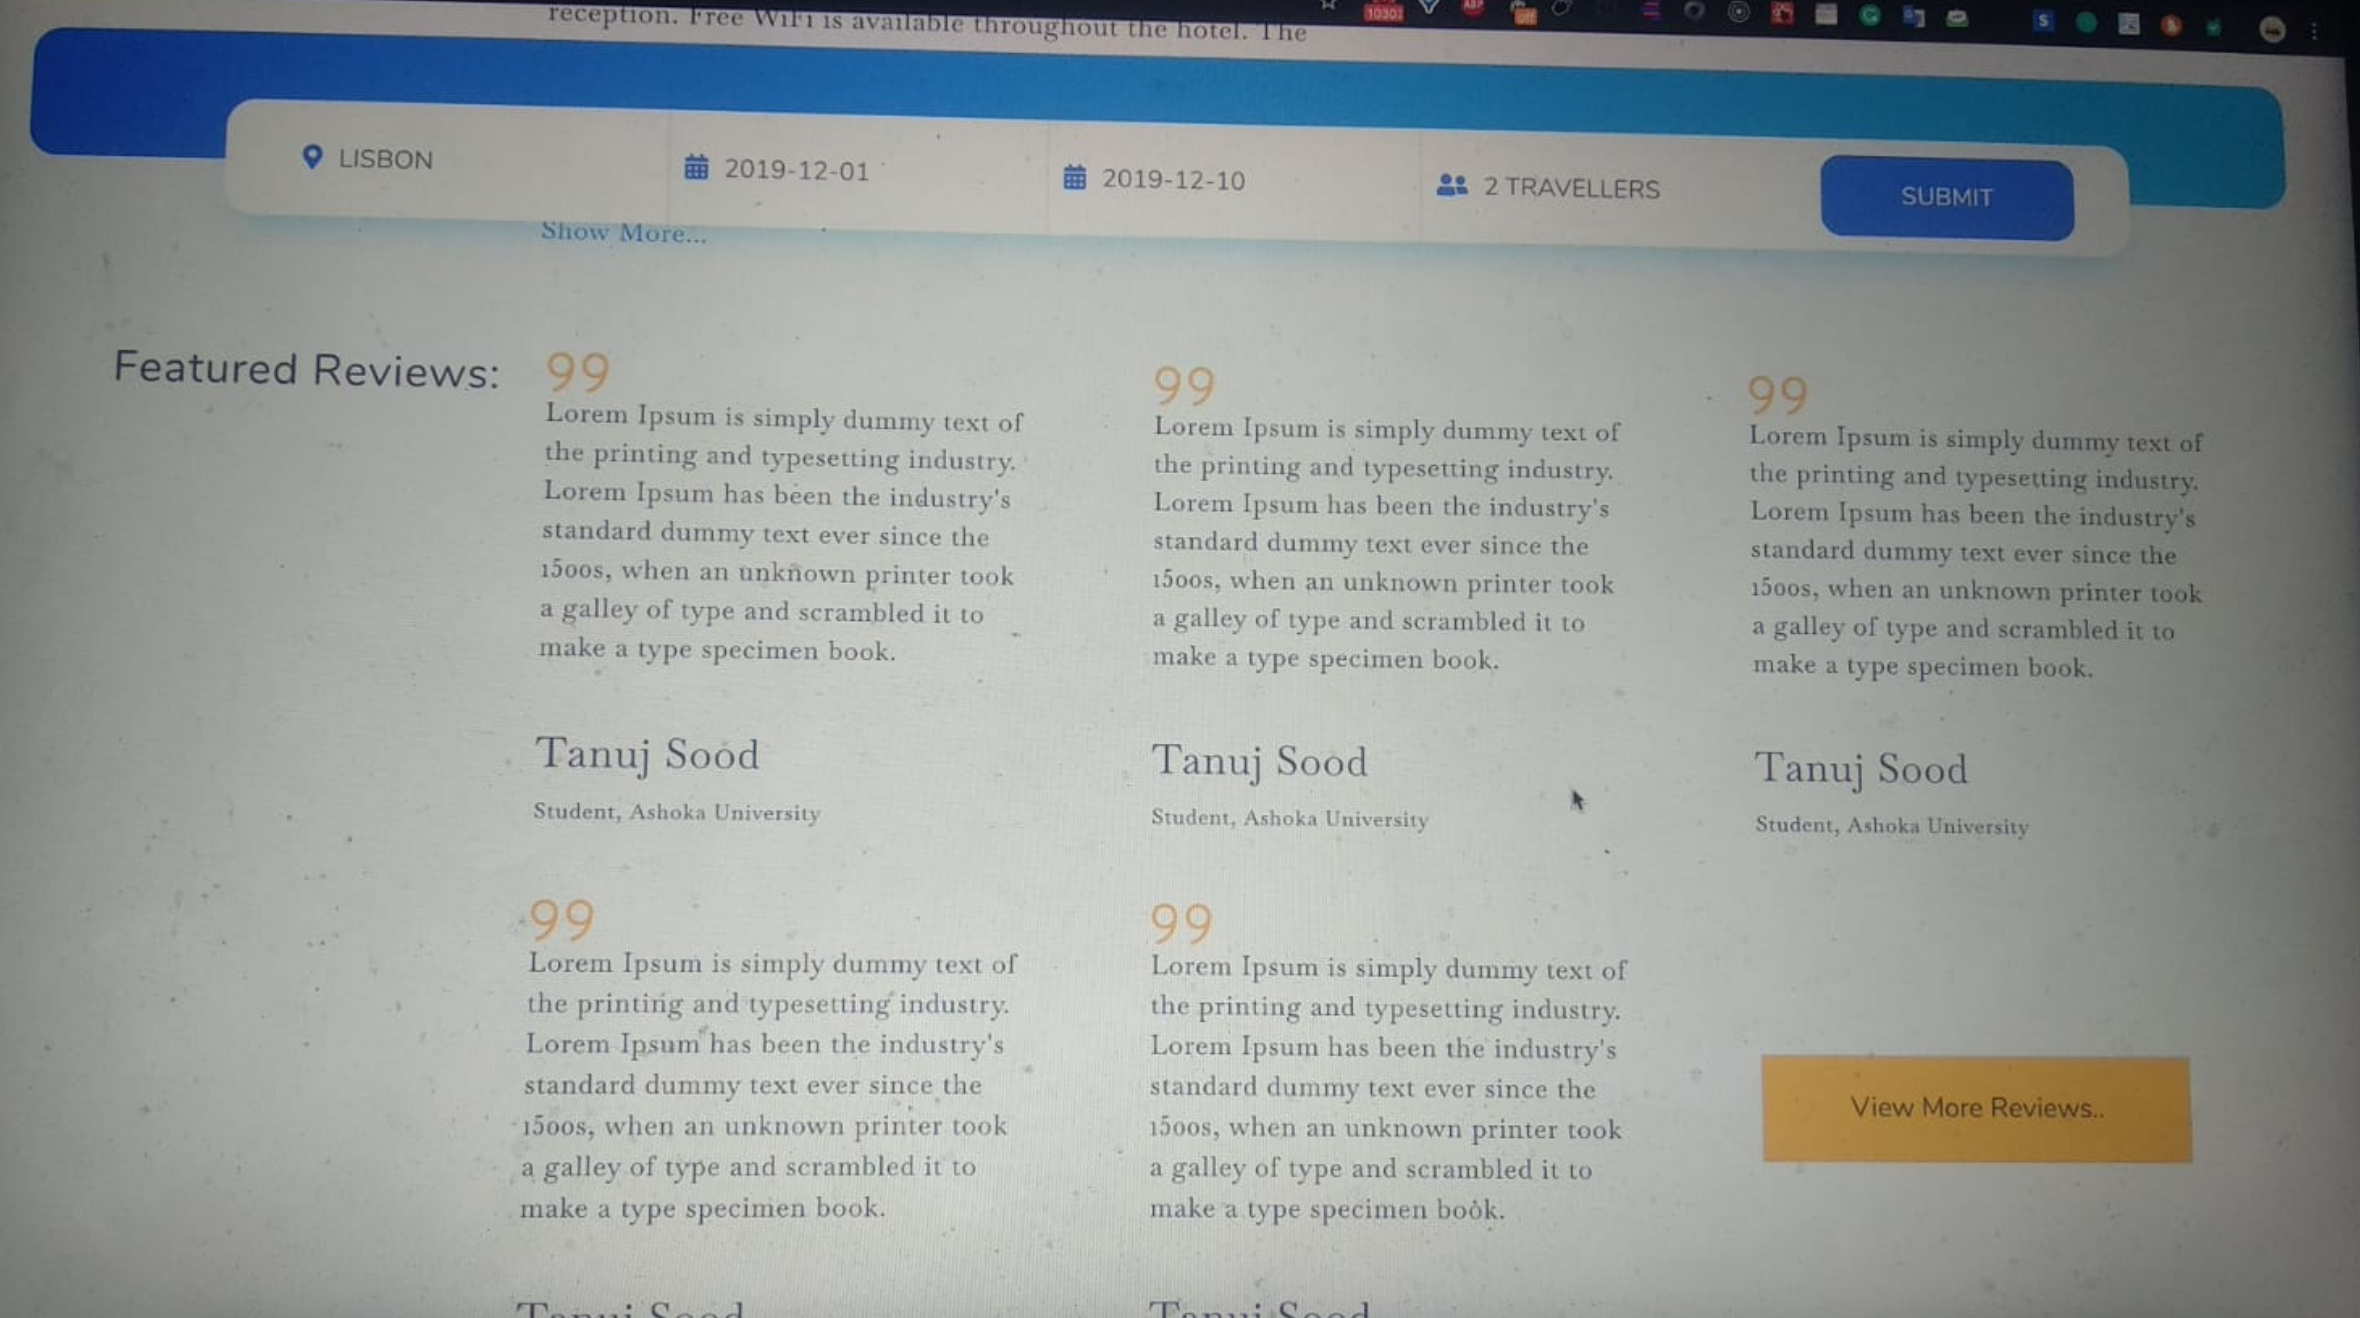 reception. Free WiFi is available throughout the hotel. The
LISBON
2019-12-01
2019-12-10
2 TRAVELLERS
SUBMIT
Show More...
Featured Reviews:
99
Lorem Ipsum is simply dummy text of
the printing and typesetting industry.
Lorem Ipsum has been the industry's
standard dummy text ever since the
1500s, when an unknown printer took
a galley of type and scrambled it to
make a type specimen book.
Tanuj Sood
Student, Ashoka University
99
Lorem Ipsum is simply dummy text of
the printing and typesetting industry.
Lorem Ipsum has been the industry's
standard dummy text ever since the
1500s, when an unknown printer took
a galley of type and scrambled it to
make a type specimen book.
Tanuj Sood
Student, Ashoka University
99
Lorem Ipsum is simply dummy text of
the printing and typesetting industry.
Lorem Ipsum has been the industry's
standard dummy text ever since the
1500s, when an unknown printer took
a galley of type and scrambled it to
make a type specimen book.
Tanuj Sood
Student, Ashoka University
99
Lorem Ipsum is simply dummy text of
the printing and typesetting industry.
Lorem Ipsum has been the industry's
standard dummy text ever since the
1500s, when an unknown printer took
a galley of type and scrambled it to
make a type specimen book.
Tanuj Sood
99
Lorem Ipsum is simply dummy text of
the printing and typesetting industry.
Lorem Ipsum has been the industry's
standard dummy text ever since the
1500s, when an unknown printer took
a galley of type and scrambled it to
make a type specimen book.
Tanuj Sood
View More Reviews..